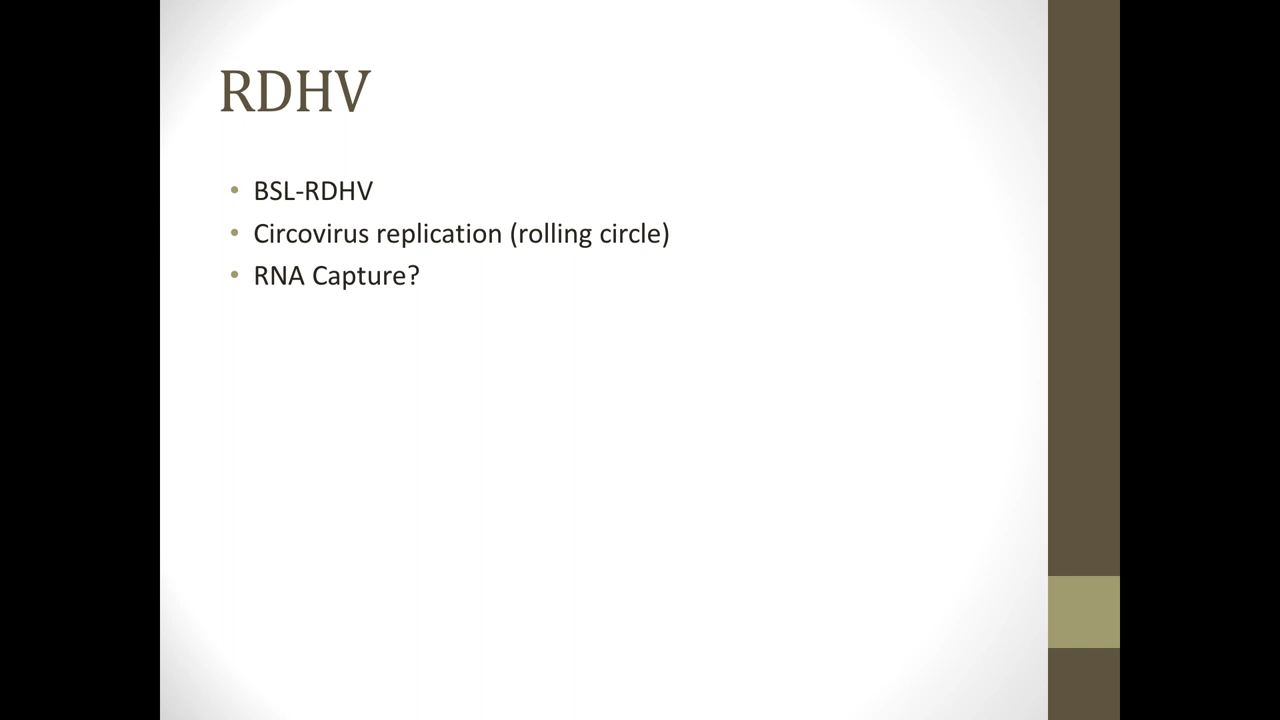 RDHV
• BSL-RDHV
• Circovirus replication (rolling circle)
• RNA Capture?